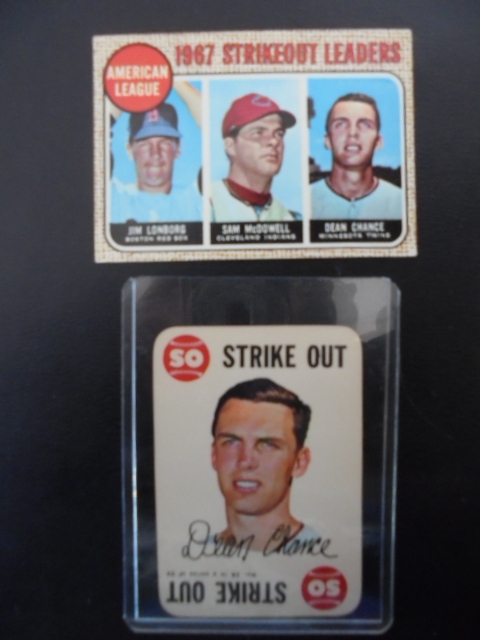 1967 STRIKEOUT LEADERS
AMERICAN
LEAGUE
JIM LONBORG
BOSTON RED SOX
SAM McDOWELL
CLEVELAND INDIANS
DEAN CHANCE
MINNESOTA TWINS
SO STRIKE OUT
Dean Chance
SO STRIKE OUT